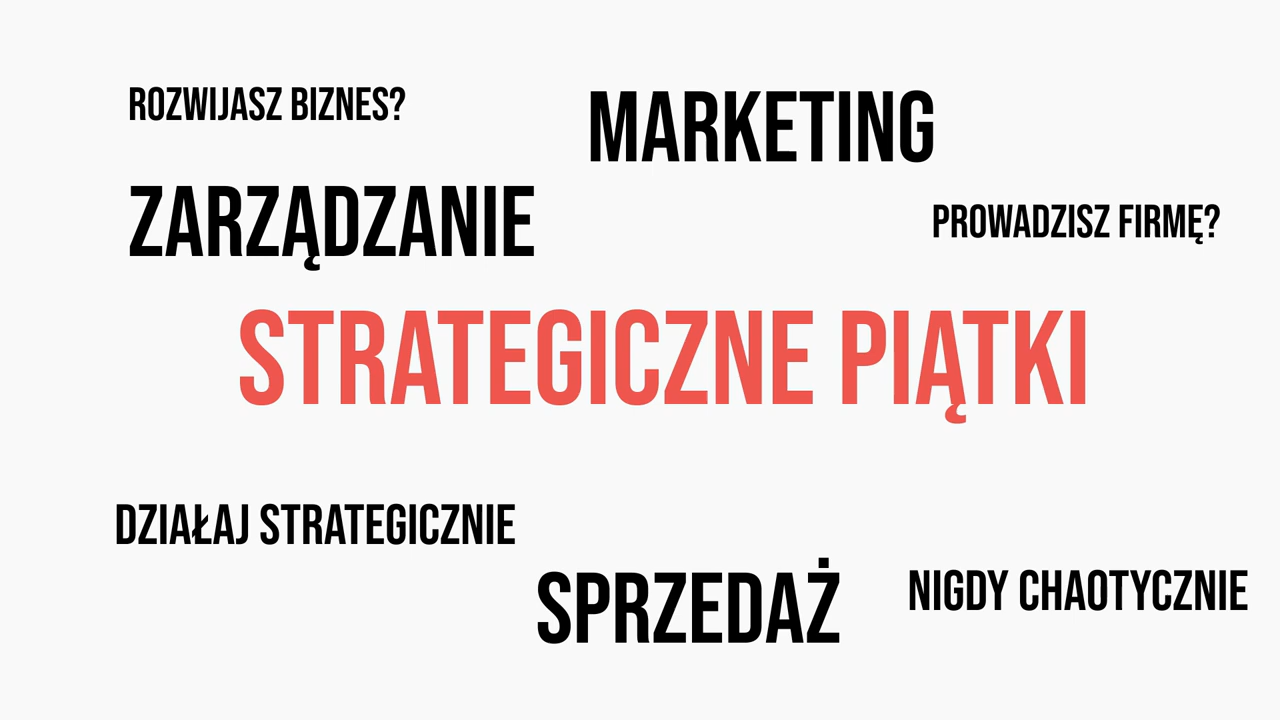 ROZWIJASZ BIZNES?
MARKETING
ZARZĄDZANIE
PROWADZISZ FIRMĘ?
STRATEGICZNE PIĄTKI
DZIAŁAJ STRATEGICZNIE
SPRZEDAŻ
NIGDY CHAOTYCZNIE